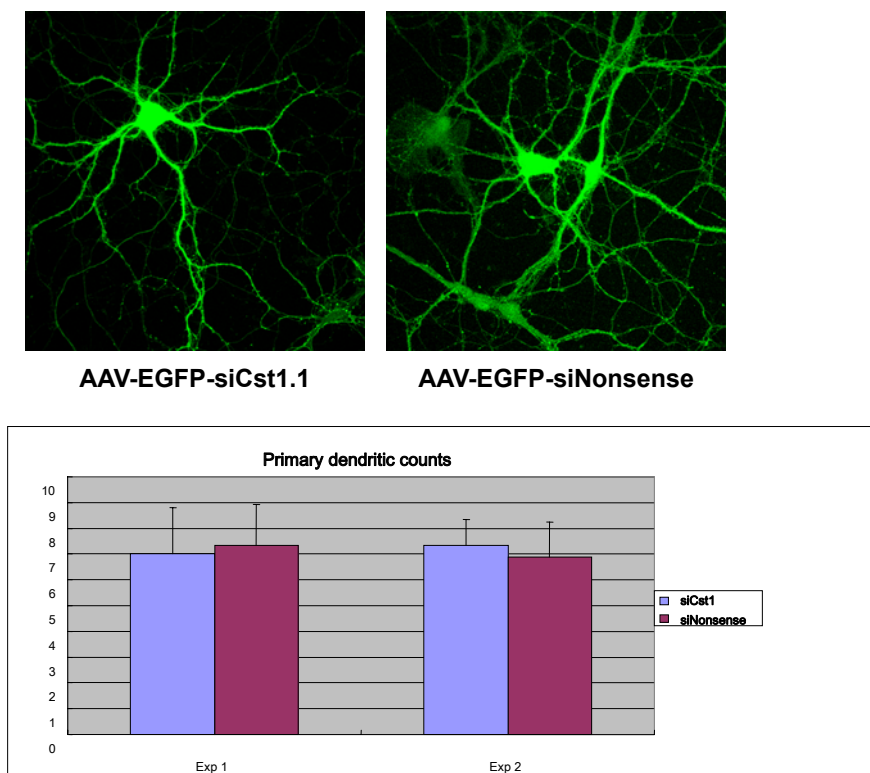 AAV-EGFP-siCst1.1
AAV-EGFP-siNonsense
Primary dendritic counts
10
9
8
7
6
5
4
3
2
1
0
siCst1
siNonsense
Exp 1
Exp 2